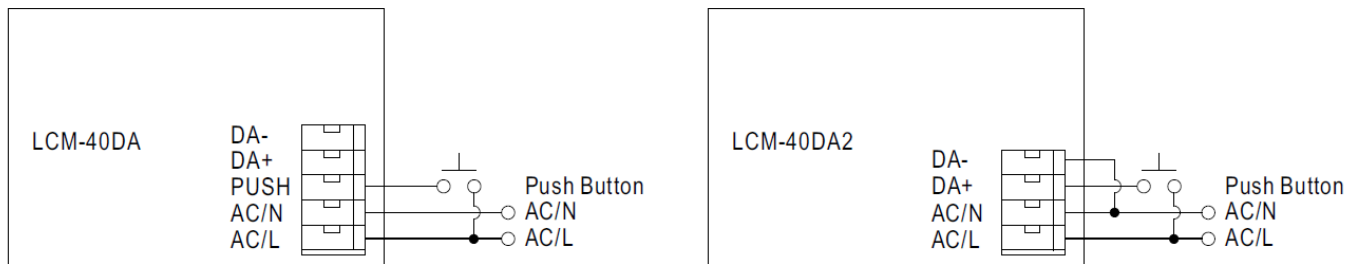 LCM-40DA
DA-
DA+
PUSH
AC/N
AC/L
Push Button
AC/N
AC/L
LCM-40DA2
DA-
DA+
AC/N
AC/L
Push Button
AC/N
AC/L